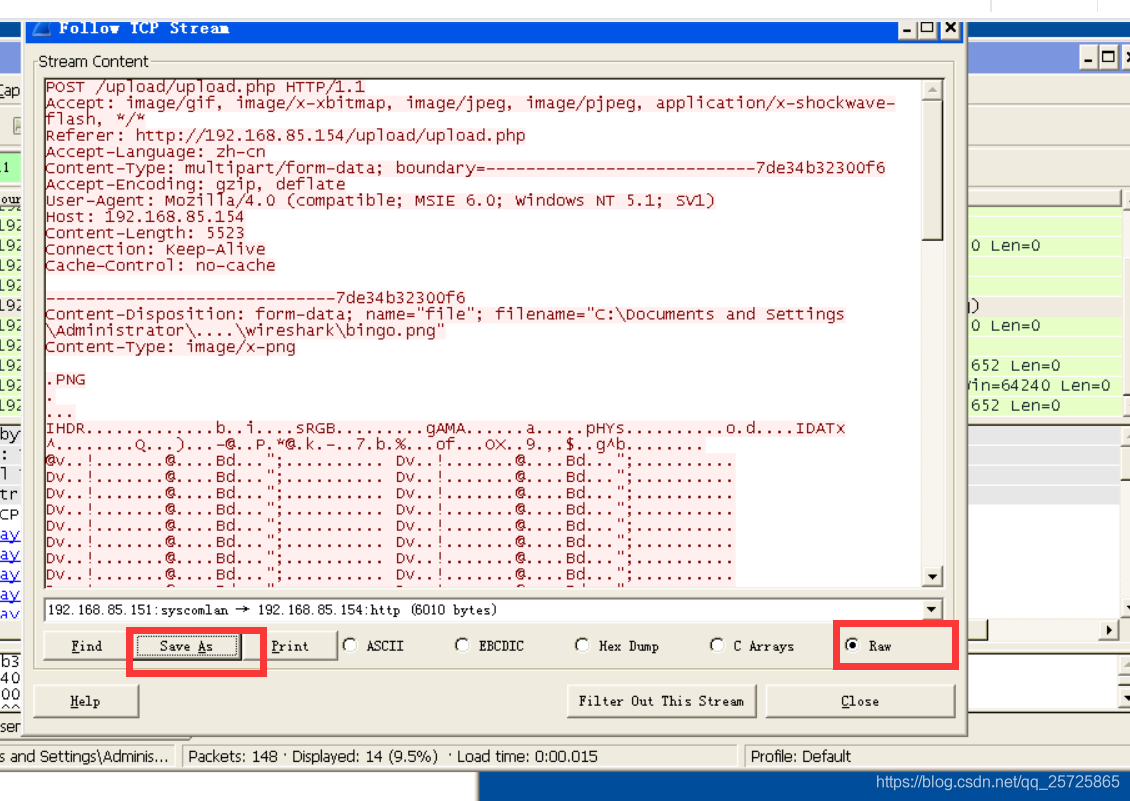 Follow TCP Stream
Stream Content
POST /upload/upload.php HTTP/1.1
Accept: image/gif, image/x-xbitmap, image/jpeg, image/pjpeg, application/x-shockwave-
flash, */*
Referer: http://192.168.85.154/upload/upload.php
Accept-Language: zh-cn
Content-Type: multipart/form-data; boundary=---------------------------7de34b32300f6
Accept-Encoding: gzip, deflate
User-Agent: Mozilla/4.0 (compatible; MSIE 6.0; Windows NT 5.1; SV1)
Host: 192.168.85.154
Content-Length: 5523
Connection: Keep-Alive
Cache-Control: no-cache
-----------------------------7de34b32300f6
Content-Disposition: form-data; name="file"; filename="C:\Documents and Settings
\Administrator\....\wireshark\bingo.png"
Content-Type: image/x-png
.PNG
.
...
IHDR.............b..i....sRGB.........gAMA......a.....pHYs..........o.d....IDATx
^........Q...)...-@..P.*@.k.-..7.b.%...of...OX..9.,.$..g^b.........
@v..!.......@....Bd...";.......... Dv..!.......@....Bd...";..........
Dv..!.......@....Bd...";.......... Dv..!.......@....Bd...";..........
Dv..!.......@....Bd...";.......... Dv..!.......@....Bd...";..........
Dv..!.......@....Bd...";.......... Dv..!.......@....Bd...";..........
Dv..!.......@....Bd...";.......... Dv..!.......@....Bd...";..........
Dv..!.......@....Bd...";.......... Dv..!.......@....Bd...";..........
Dv..!.......@....Bd...";.......... Dv..!.......@....Bd...";..........
Dv..!.......@....Bd...";.......... Dv..!.......@....Bd...";..........
0 Len=0
0 Len=0
652 Len=0
Win=64240 Len=0
652 Len=0
192.168.85.151:syscomlan → 192.168.85.154:http (6010 bytes)
Find Save As Print ASCII EBCDIC Hex Dump C Arrays Raw
Help Filter Out This Stream Close
s and Settings\Adminis... Packets: 148 · Displayed: 14 (9.5%) · Load time: 0:00.015 Profile: Default
https://blog.csdn.net/qq_25725865